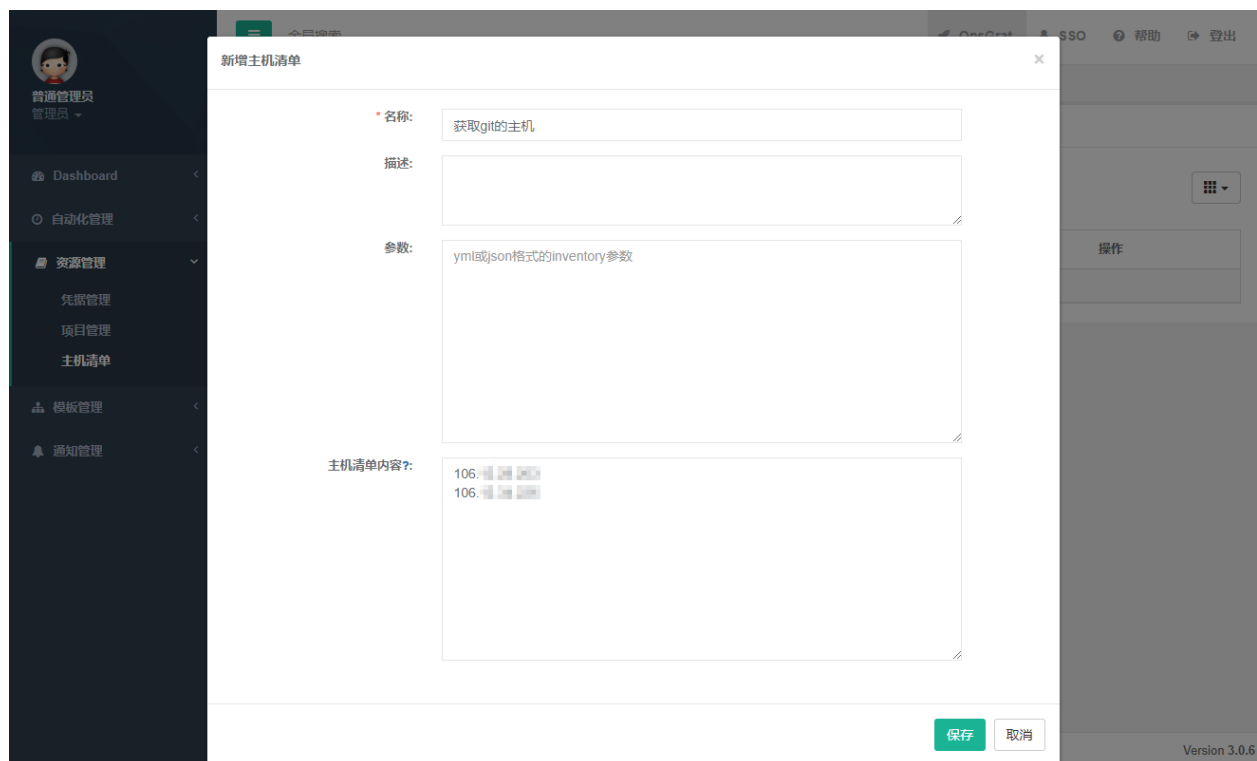 全局搜索
OpsGrat
SSO
帮助
登出
普通管理员
管理员
Dashboard
自动化管理
资源管理
凭据管理
项目管理
主机清单
模板管理
通知管理
新增主机清单
×
* 名称:
获取git的主机
描述:
参数:
yml或json格式的inventory参数
主机清单内容?:
106.
106.
保存
取消
操作
Version 3.0.6